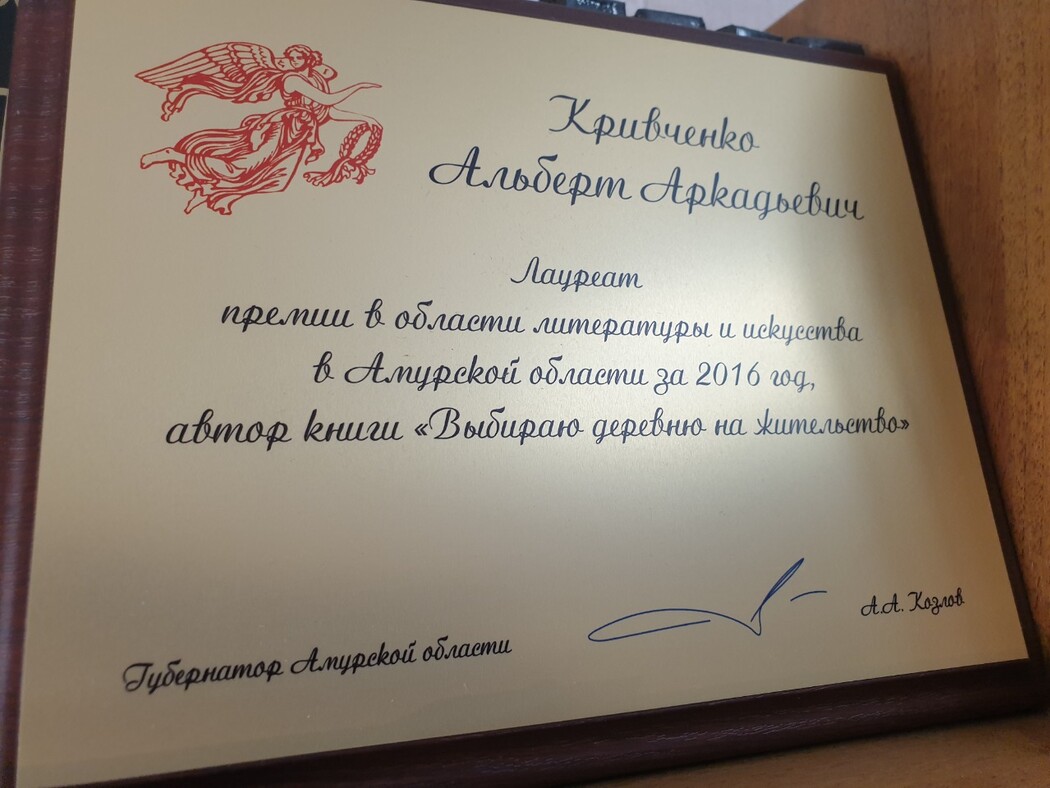 Кривченко
Альберт Аркадьевич
Лауреат
премии в области литературы и искусства
в Амурской области за 2016 год,
автор книги «Выбираю деревню на жительство»
Губернатор Амурской области
А.А. Козлов